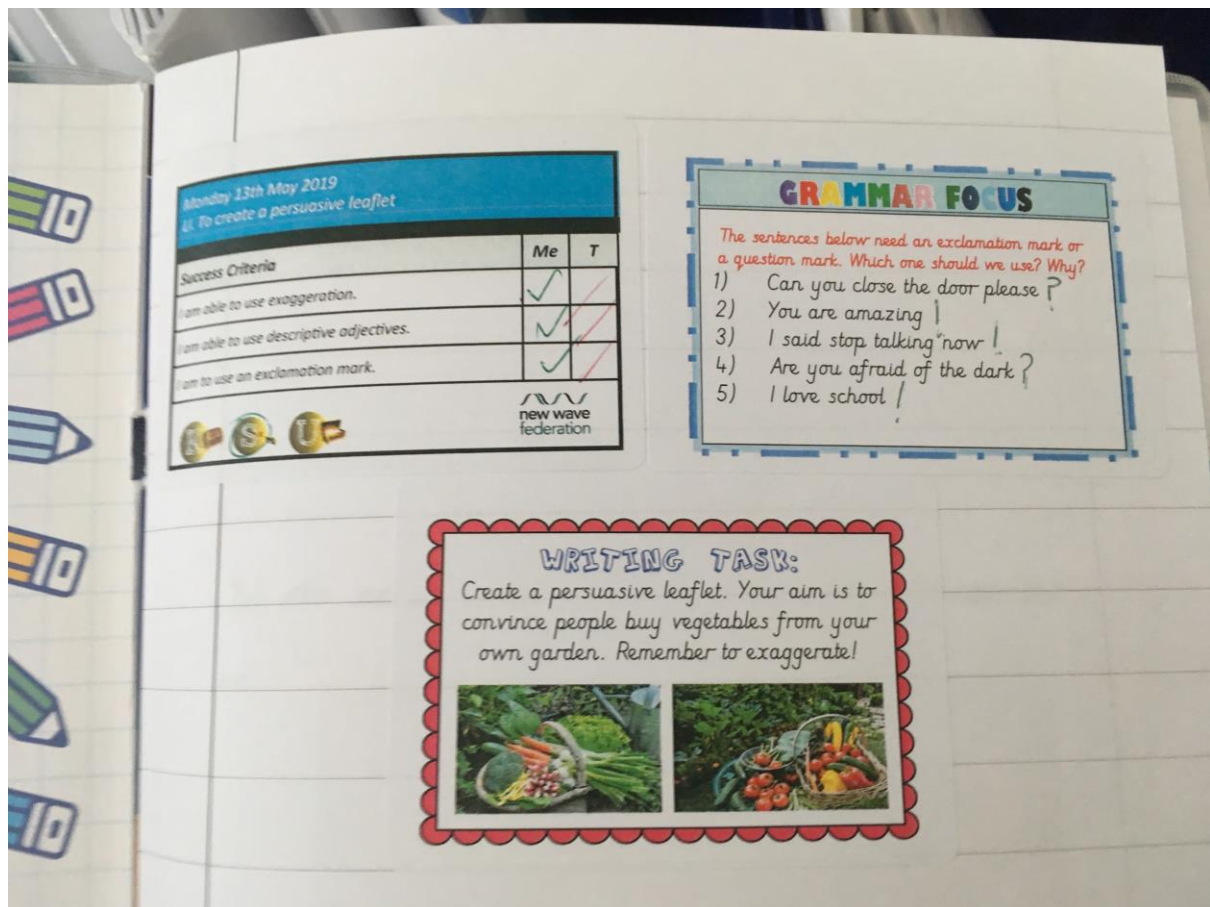 Monday 13th May 2019
LI. To create a persuasive leaflet
Success Criteria
Me
T
I am able to use exaggeration.
I am able to use descriptive adjectives.
I am to use an exclamation mark.
K S U
new wave
federation
GRAMMAR FOCUS
The sentences below need an exclamation mark or
a question mark. Which one should we use? Why?
1) Can you close the door please?
2) You are amazing!
3) I said stop talking "now!
4) Are you afraid of the dark?
5) I love school!
WRITING TASK:
Create a persuasive leaflet. Your aim is to
convince people buy vegetables from your
own garden. Remember to exaggerate!